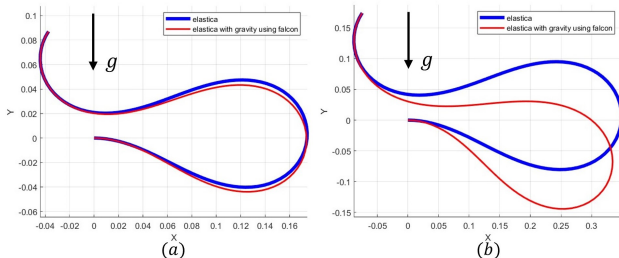 0.1
0.08
0.06
0.04
0.02
0
-0.02
-0.04
-0.06
Y
-0.04 -0.02 0 0.02 0.04 0.06 0.08 0.1 0.12 0.14 0.16
X
elastica
elastica with gravity using falcon
g
(a)
0.15
0.1
0.05
0
-0.05
-0.1
-0.15
Y
-0.05 0 0.05 0.1 0.15 0.2 0.25 0.3 0.35
X
elastica
elastica with gravity using falcon
g
(b)